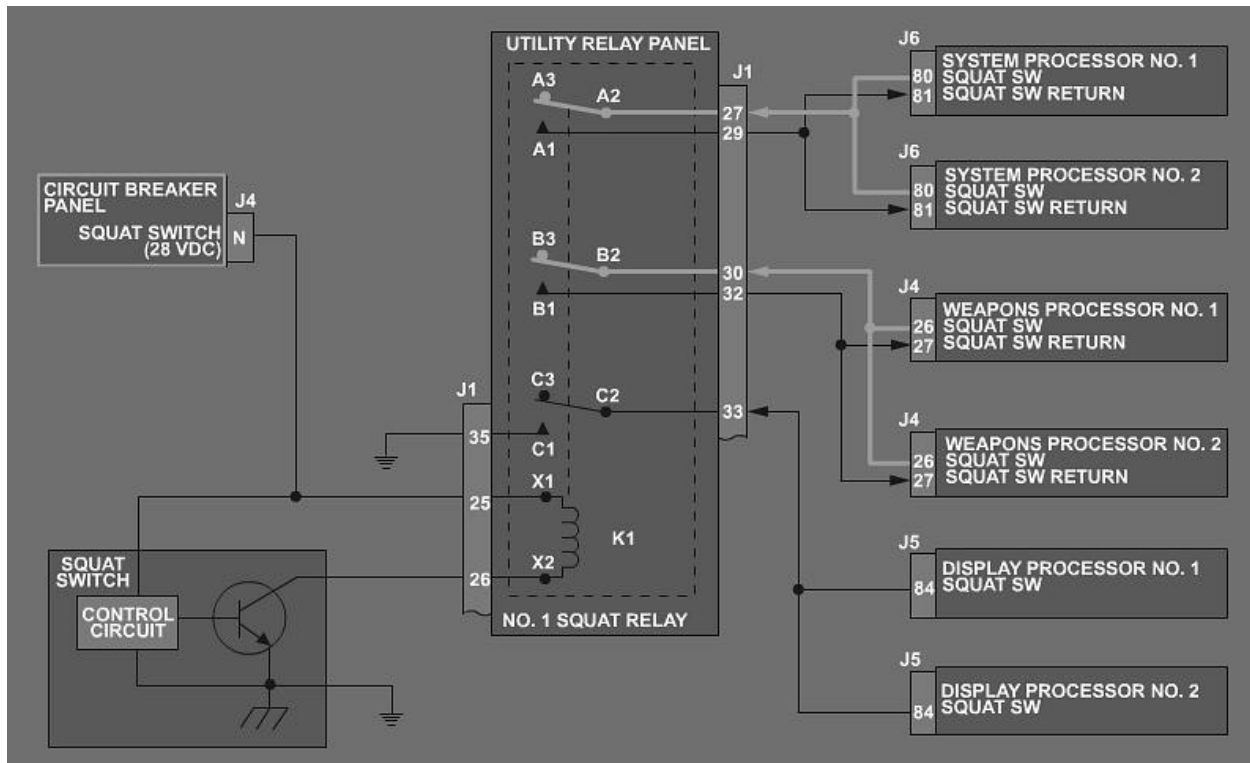 UTILITY RELAY PANEL
A3
A2
J1
27
29
A1
B3
B2
30
32
B1
C3
C2
33
J1
35
C1
X1
25
K1
X2
26
NO. 1 SQUAT RELAY
CIRCUIT BREAKER
PANEL
J4
SQUAT SWITCH
(28 VDC)
N
SQUAT
SWITCH
CONTROL
CIRCUIT
J6
SYSTEM PROCESSOR NO. 1
80 SQUAT SW
81 SQUAT SW RETURN
J6
SYSTEM PROCESSOR NO. 2
80 SQUAT SW
81 SQUAT SW RETURN
J4
WEAPONS PROCESSOR NO. 1
26 SQUAT SW
27 SQUAT SW RETURN
J4
WEAPONS PROCESSOR NO. 2
26 SQUAT SW
27 SQUAT SW RETURN
J5
DISPLAY PROCESSOR NO. 1
84 SQUAT SW
J5
DISPLAY PROCESSOR NO. 2
84 SQUAT SW